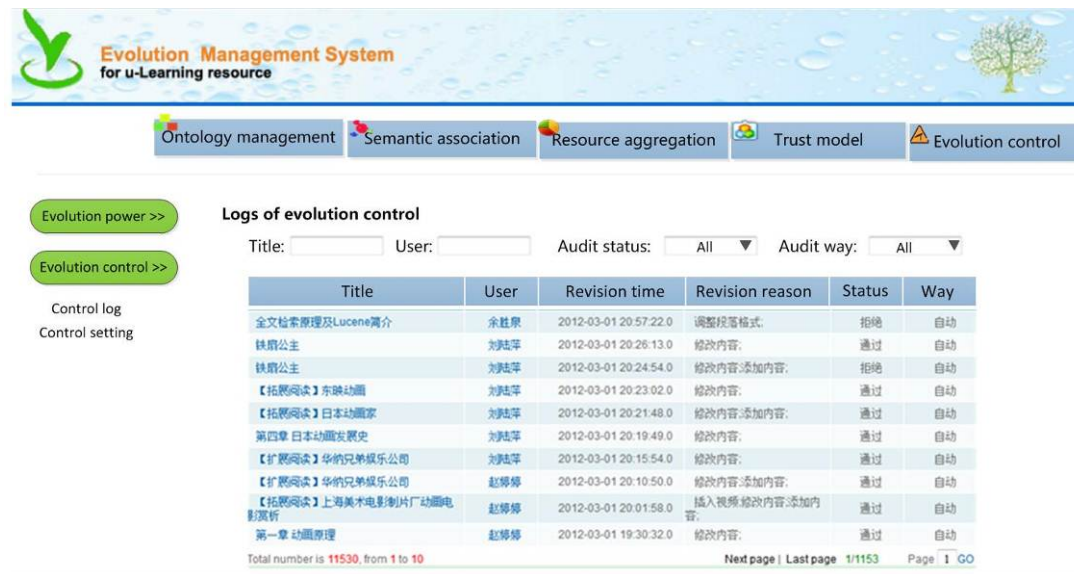 Evolution Management System
for u-Learning resource
Ontology management
Semantic association
Resource aggregation
Trust model
Evolution control
Evolution power >>
Evolution control >>
Control log
Control setting
Logs of evolution control
Title: User: Audit status: All Audit way: All
Title User Revision time Revision reason Status Way
全文检索原理及Lucene简介 余胜泉 2012-03-01 20:57:22.0 调整段落格式; 拒绝 自动
铁扇公主 刘陆萍 2012-03-01 20:26:13.0 修改内容; 通过 自动
铁扇公主 刘陆萍 2012-03-01 20:24:54.0 修改内容;添加内容; 拒绝 自动
【拓展阅读】东映动画 刘陆萍 2012-03-01 20:23:02.0 修改内容; 通过 自动
【拓展阅读】日本动画家 刘陆萍 2012-03-01 20:21:48.0 修改内容;添加内容; 通过 自动
第四章 日本动画发展史 刘陆萍 2012-03-01 20:19:49.0 修改内容; 通过 自动
【扩展阅读】华纳兄弟娱乐公司 刘陆萍 2012-03-01 20:15:54.0 修改内容; 通过 自动
【扩展阅读】华纳兄弟娱乐公司 赵婷婷 2012-03-01 20:10:50.0 修改内容;添加内容; 通过 自动
【拓展阅读】上海美术电影制片厂动画电
影赏析 赵婷婷 2012-03-01 20:01:58.0 插入视频;修改内容;添加内
容; 通过 自动
第一章 动画原理 赵婷婷 2012-03-01 19:30:32.0 修改内容; 通过 自动
Total number is 11530, from 1 to 10 Next page | Last page 1/1153 Page 1 GO